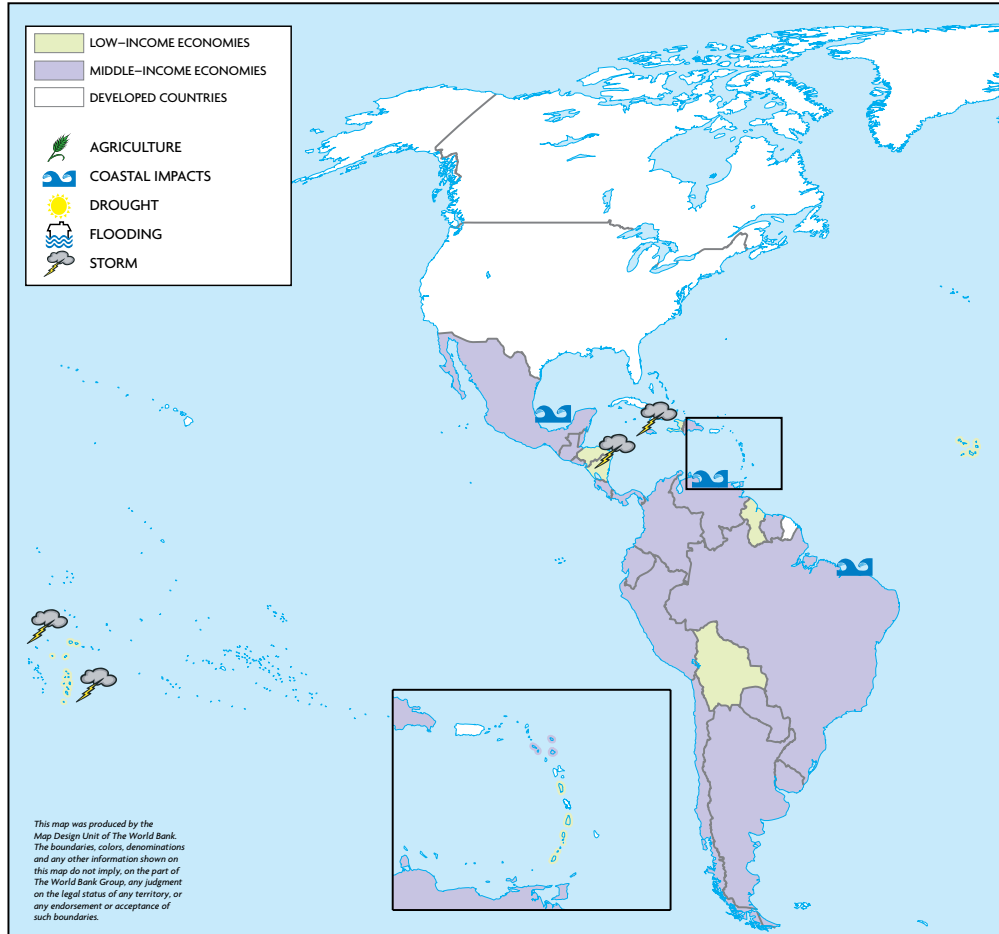 LOW–INCOME ECONOMIES
MIDDLE–INCOME ECONOMIES
DEVELOPED COUNTRIES
AGRICULTURE
COASTAL IMPACTS
DROUGHT
FLOODING
STORM
This map was produced by the
Map Design Unit of The World Bank.
The boundaries, colors, denominations
and any other information shown on
this map do not imply, on the part of
The World Bank Group, any judgment
on the legal status of any territory, or
any endorsement or acceptance of
such boundaries.